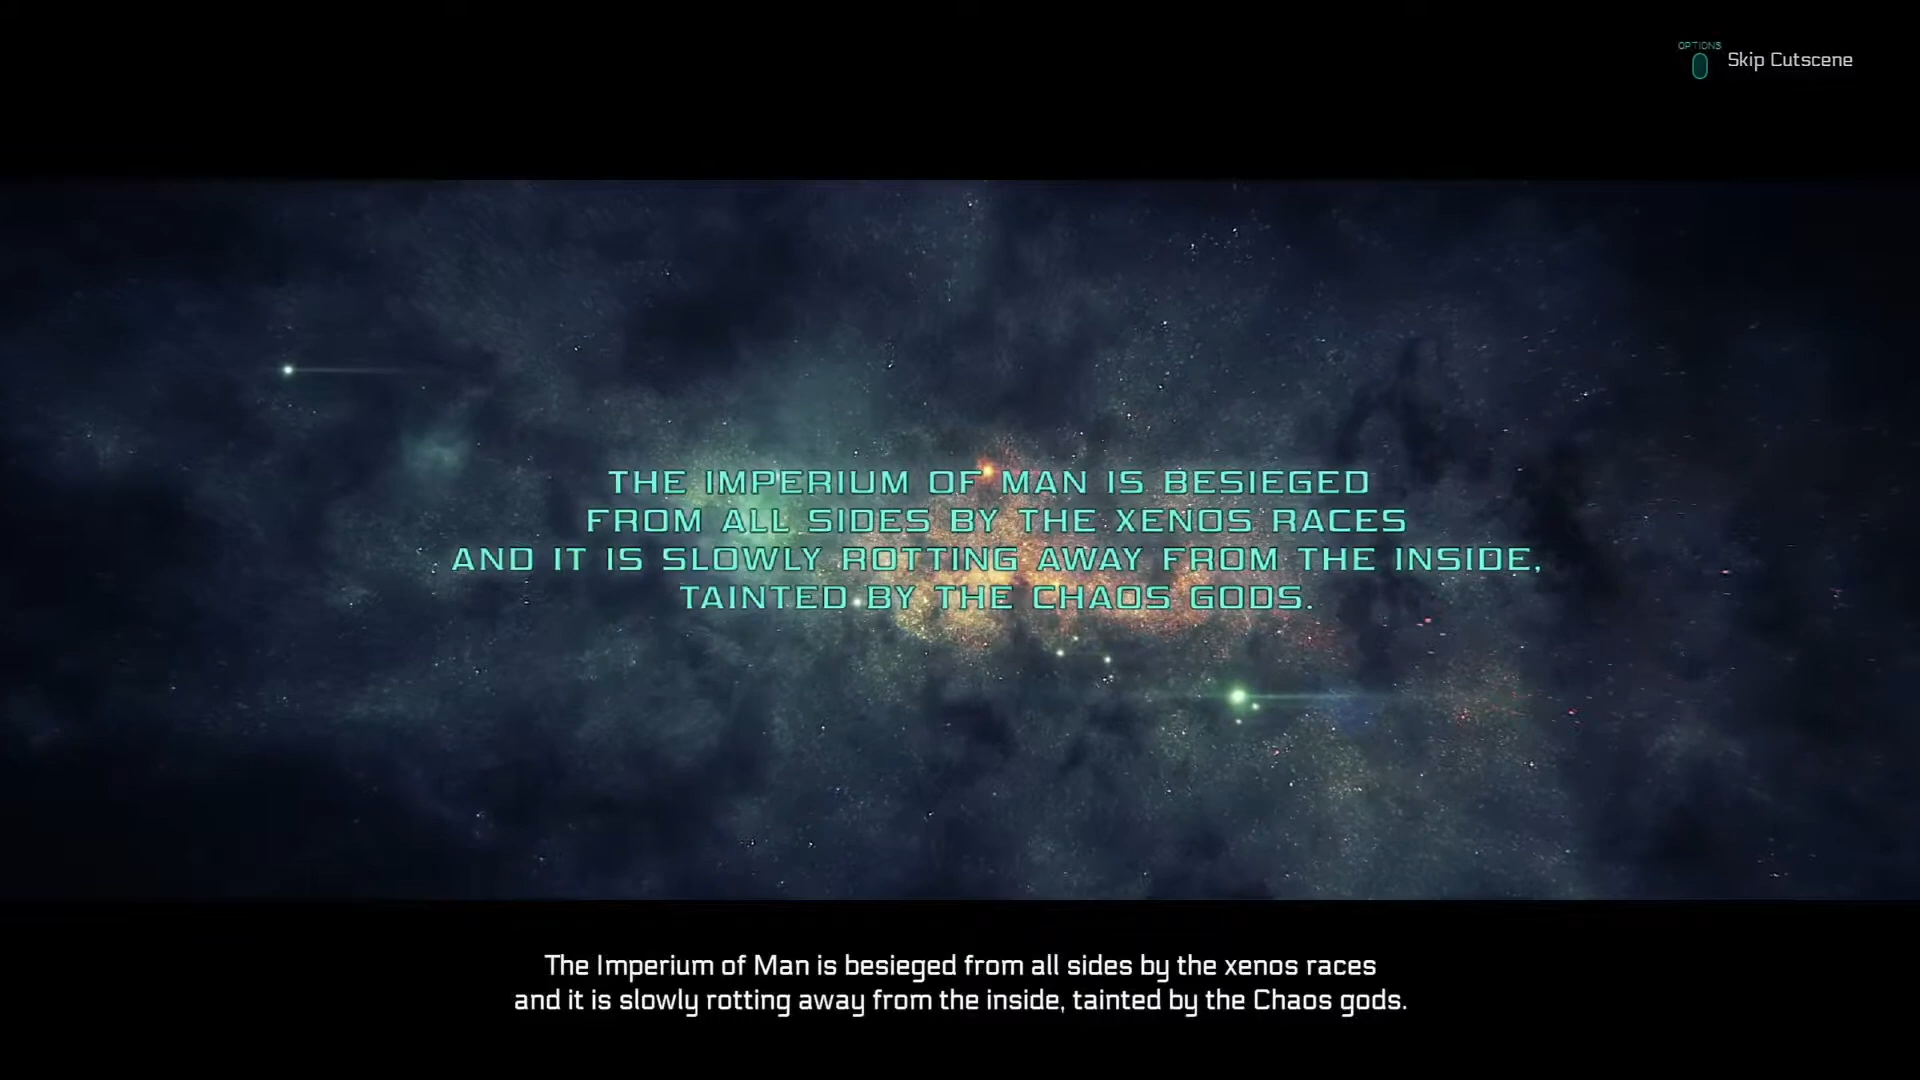 OPTIONS
Skip Cutscene
THE IMPERIUM OF MAN IS BESIEGED
FROM ALL SIDES BY THE XENOS RACES
AND IT IS SLOWLY ROTTING AWAY FROM THE INSIDE,
TAINTED BY THE CHAOS GODS.
The Imperium of Man is besieged from all sides by the xenos races
and it is slowly rotting away from the inside, tainted by the Chaos gods.